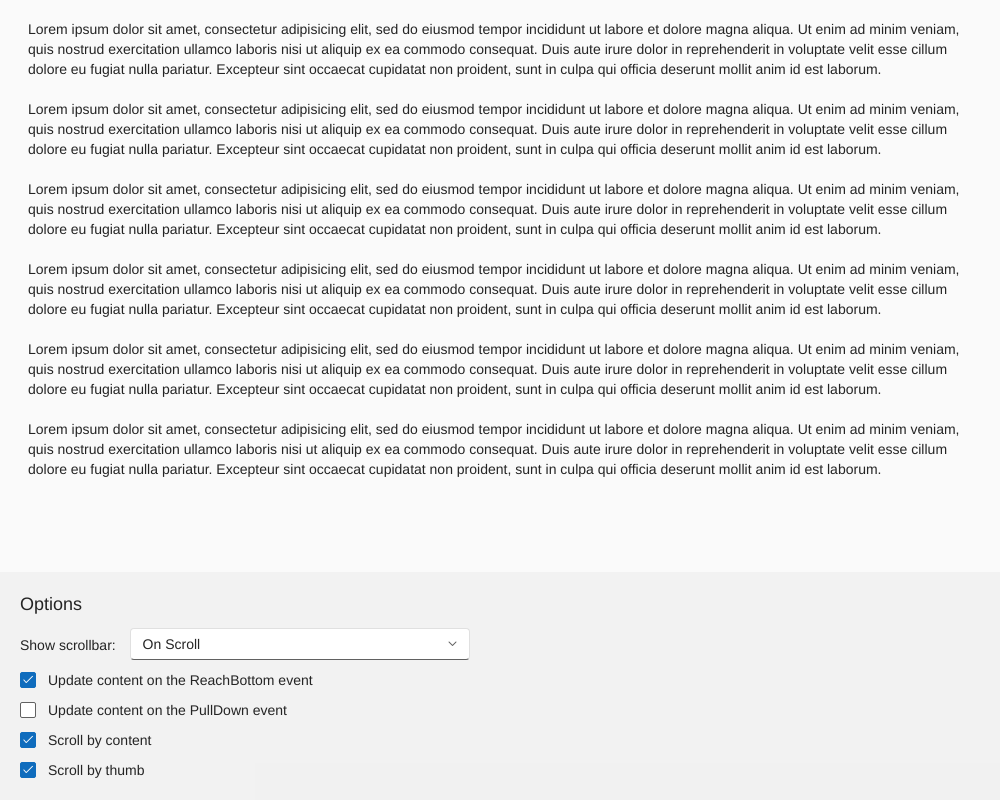 Lorem ipsum dolor sit amet, consectetur adipisicing elit, sed do eiusmod tempor incididunt ut labore et dolore magna aliqua. Ut enim ad minim veniam,
quis nostrud exercitation ullamco laboris nisi ut aliquip ex ea commodo consequat. Duis aute irure dolor in reprehenderit in voluptate velit esse cillum
dolore eu fugiat nulla pariatur. Excepteur sint occaecat cupidatat non proident, sunt in culpa qui officia deserunt mollit anim id est laborum.
Lorem ipsum dolor sit amet, consectetur adipisicing elit, sed do eiusmod tempor incididunt ut labore et dolore magna aliqua. Ut enim ad minim veniam,
quis nostrud exercitation ullamco laboris nisi ut aliquip ex ea commodo consequat. Duis aute irure dolor in reprehenderit in voluptate velit esse cillum
dolore eu fugiat nulla pariatur. Excepteur sint occaecat cupidatat non proident, sunt in culpa qui officia deserunt mollit anim id est laborum.
Lorem ipsum dolor sit amet, consectetur adipisicing elit, sed do eiusmod tempor incididunt ut labore et dolore magna aliqua. Ut enim ad minim veniam,
quis nostrud exercitation ullamco laboris nisi ut aliquip ex ea commodo consequat. Duis aute irure dolor in reprehenderit in voluptate velit esse cillum
dolore eu fugiat nulla pariatur. Excepteur sint occaecat cupidatat non proident, sunt in culpa qui officia deserunt mollit anim id est laborum.
Lorem ipsum dolor sit amet, consectetur adipisicing elit, sed do eiusmod tempor incididunt ut labore et dolore magna aliqua. Ut enim ad minim veniam,
quis nostrud exercitation ullamco laboris nisi ut aliquip ex ea commodo consequat. Duis aute irure dolor in reprehenderit in voluptate velit esse cillum
dolore eu fugiat nulla pariatur. Excepteur sint occaecat cupidatat non proident, sunt in culpa qui officia deserunt mollit anim id est laborum.
Lorem ipsum dolor sit amet, consectetur adipisicing elit, sed do eiusmod tempor incididunt ut labore et dolore magna aliqua. Ut enim ad minim veniam,
quis nostrud exercitation ullamco laboris nisi ut aliquip ex ea commodo consequat. Duis aute irure dolor in reprehenderit in voluptate velit esse cillum
dolore eu fugiat nulla pariatur. Excepteur sint occaecat cupidatat non proident, sunt in culpa qui officia deserunt mollit anim id est laborum.
Lorem ipsum dolor sit amet, consectetur adipisicing elit, sed do eiusmod tempor incididunt ut labore et dolore magna aliqua. Ut enim ad minim veniam,
quis nostrud exercitation ullamco laboris nisi ut aliquip ex ea commodo consequat. Duis aute irure dolor in reprehenderit in voluptate velit esse cillum
dolore eu fugiat nulla pariatur. Excepteur sint occaecat cupidatat non proident, sunt in culpa qui officia deserunt mollit anim id est laborum.
Options
Show scrollbar: On Scroll
Update content on the ReachBottom event
Update content on the PullDown event
Scroll by content
Scroll by thumb